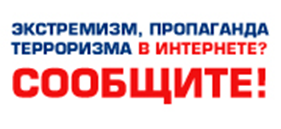 ЭКСТРЕМИЗМ, ПРОПАГАНДА
ТЕРРОРИЗМА В ИНТЕРНЕТЕ?
СООБЩИТЕ!